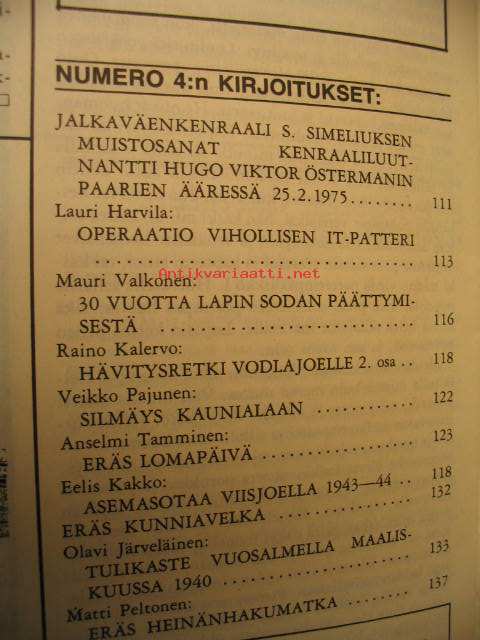 NUMERO 4:n KIRJOITUKSET:
JALKAVÄENKENRAALI S. SIMELIUKSEN
MUISTOSANAT KENRAALILUUT-
NANTTI HUGO VIKTOR ÖSTERMANIN
PAARIEN ÄÄRESSÄ 25.2.1975........ 111
Lauri Harvila:
OPERAATIO VIHOLLISEN IT-PATTERI
................................ 113
Antikvariaatti.net
Mauri Valkonen:
30 VUOTTA LAPIN SODAN PÄÄTTYMI-
SESTÄ ........................ 116
Raino Kalervo:
HÄVITYSRETKI VODLAJOELLE 2. osa .. 118
Veikko Pajunen:
SILMÄYS KAUNIALAAN ............ 122
Anselmi Tamminen:
ERÄS LOMAPÄIVÄ ................ 123
Eelis Kakko:
ASEMASOTAA VIISJOELLA 1943—44 .. 118
ERÄS KUNNIAVELKA .............. 132
Olavi Järveläinen:
TULIKASTE VUOSALMELLA MAALIS-
KUUSSA 1940 .................. 133
Matti Peltonen:
ERÄS HEINÄNHAKUMATKA .......... 137